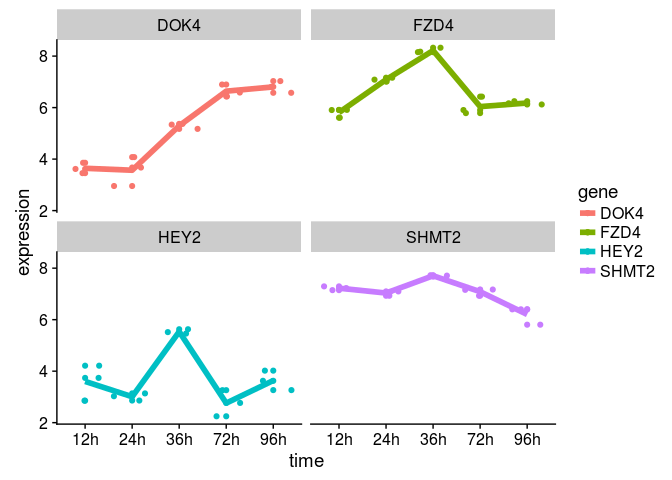 DOK4
FZD4
8
6
4
2
HEY2
SHMT2
8
6
4
2
12h 24h 36h 72h 96h
12h 24h 36h 72h 96h
time
expression
gene
DOK4
FZD4
HEY2
SHMT2